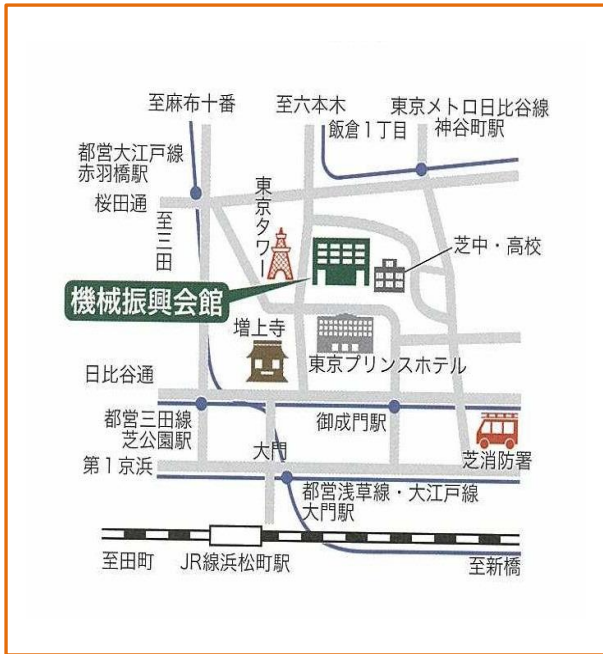 至麻布十番
至六本木
東京メトロ日比谷線
神谷町駅
飯倉1丁目
都営大江戸線
赤羽橋駅
桜田通
至三田
東京タワー
芝中・高校
機械振興会館
増上寺
東京プリンスホテル
日比谷通
都営三田線
芝公園駅
御成門駅
大門
芝消防署
第1京浜
都営浅草線・大江戸線
大門駅
至田町
JR線浜松町駅
至新橋